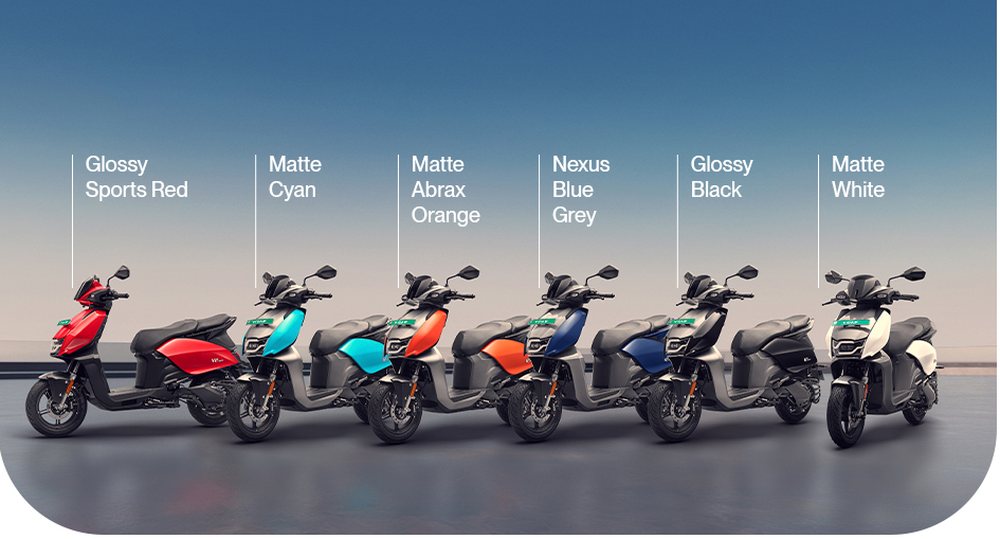 Glossy
Sports Red
Matte
Cyan
Matte
Abrax
Orange
Nexus
Blue
Grey
Glossy
Black
Matte
White